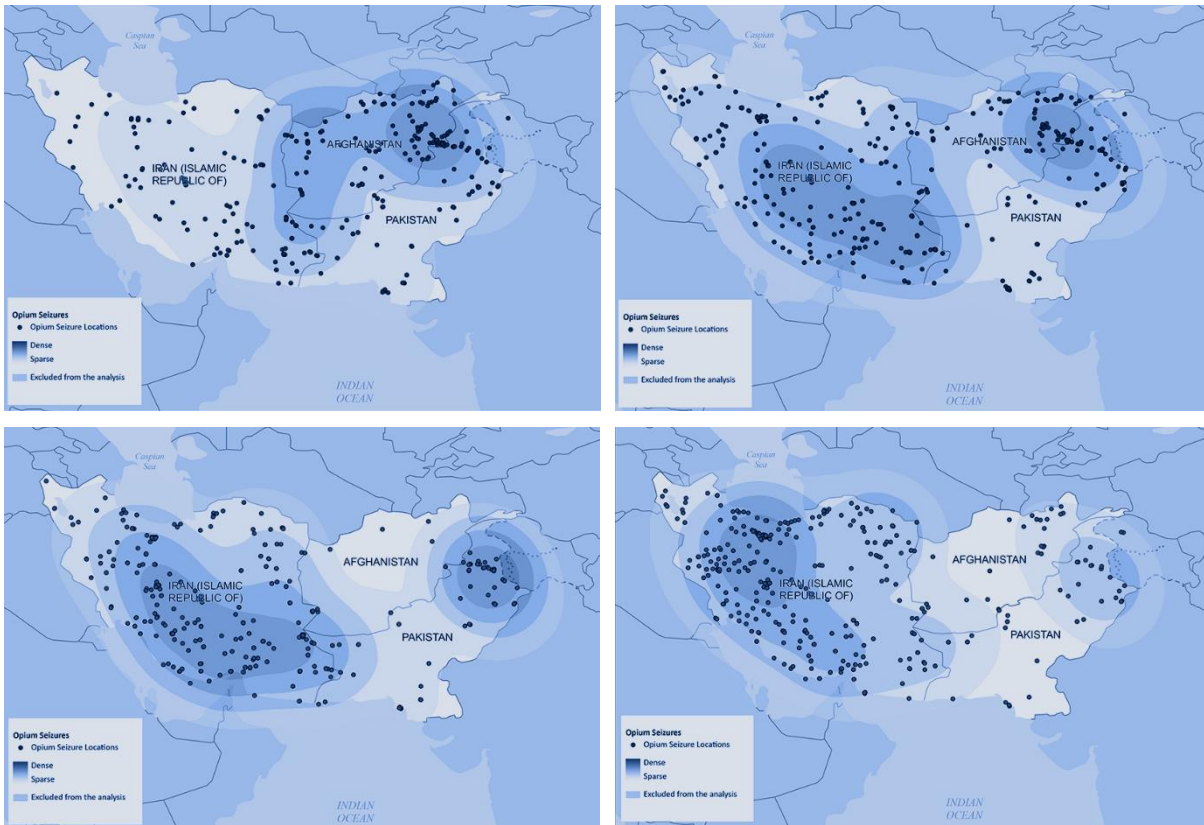 Caspian
Sea
AFGHANISTAN
IRAN (ISLAMIC
REPUBLIC OF)
PAKISTAN
Opium Seizures
Opium Seizure Locations
Dense
Sparse
Excluded from the analysis
INDIAN
OCEAN
Caspian
Sea
AFGHANISTAN
IRAN (ISLAMIC
REPUBLIC OF)
PAKISTAN
Opium Seizures
Opium Seizure Locations
Dense
Sparse
Excluded from the analysis
INDIAN
OCEAN
Caspian
Sea
AFGHANISTAN
IRAN (ISLAMIC
REPUBLIC OF)
PAKISTAN
Opium Seizures
Opium Seizure Locations
Dense
Sparse
Excluded from the analysis
INDIAN
OCEAN
Caspian
Sea
AFGHANISTAN
IRAN (ISLAMIC
REPUBLIC OF)
PAKISTAN
Opium Seizures
Opium Seizure Locations
Dense
Sparse
Excluded from the analysis
INDIAN
OCEAN